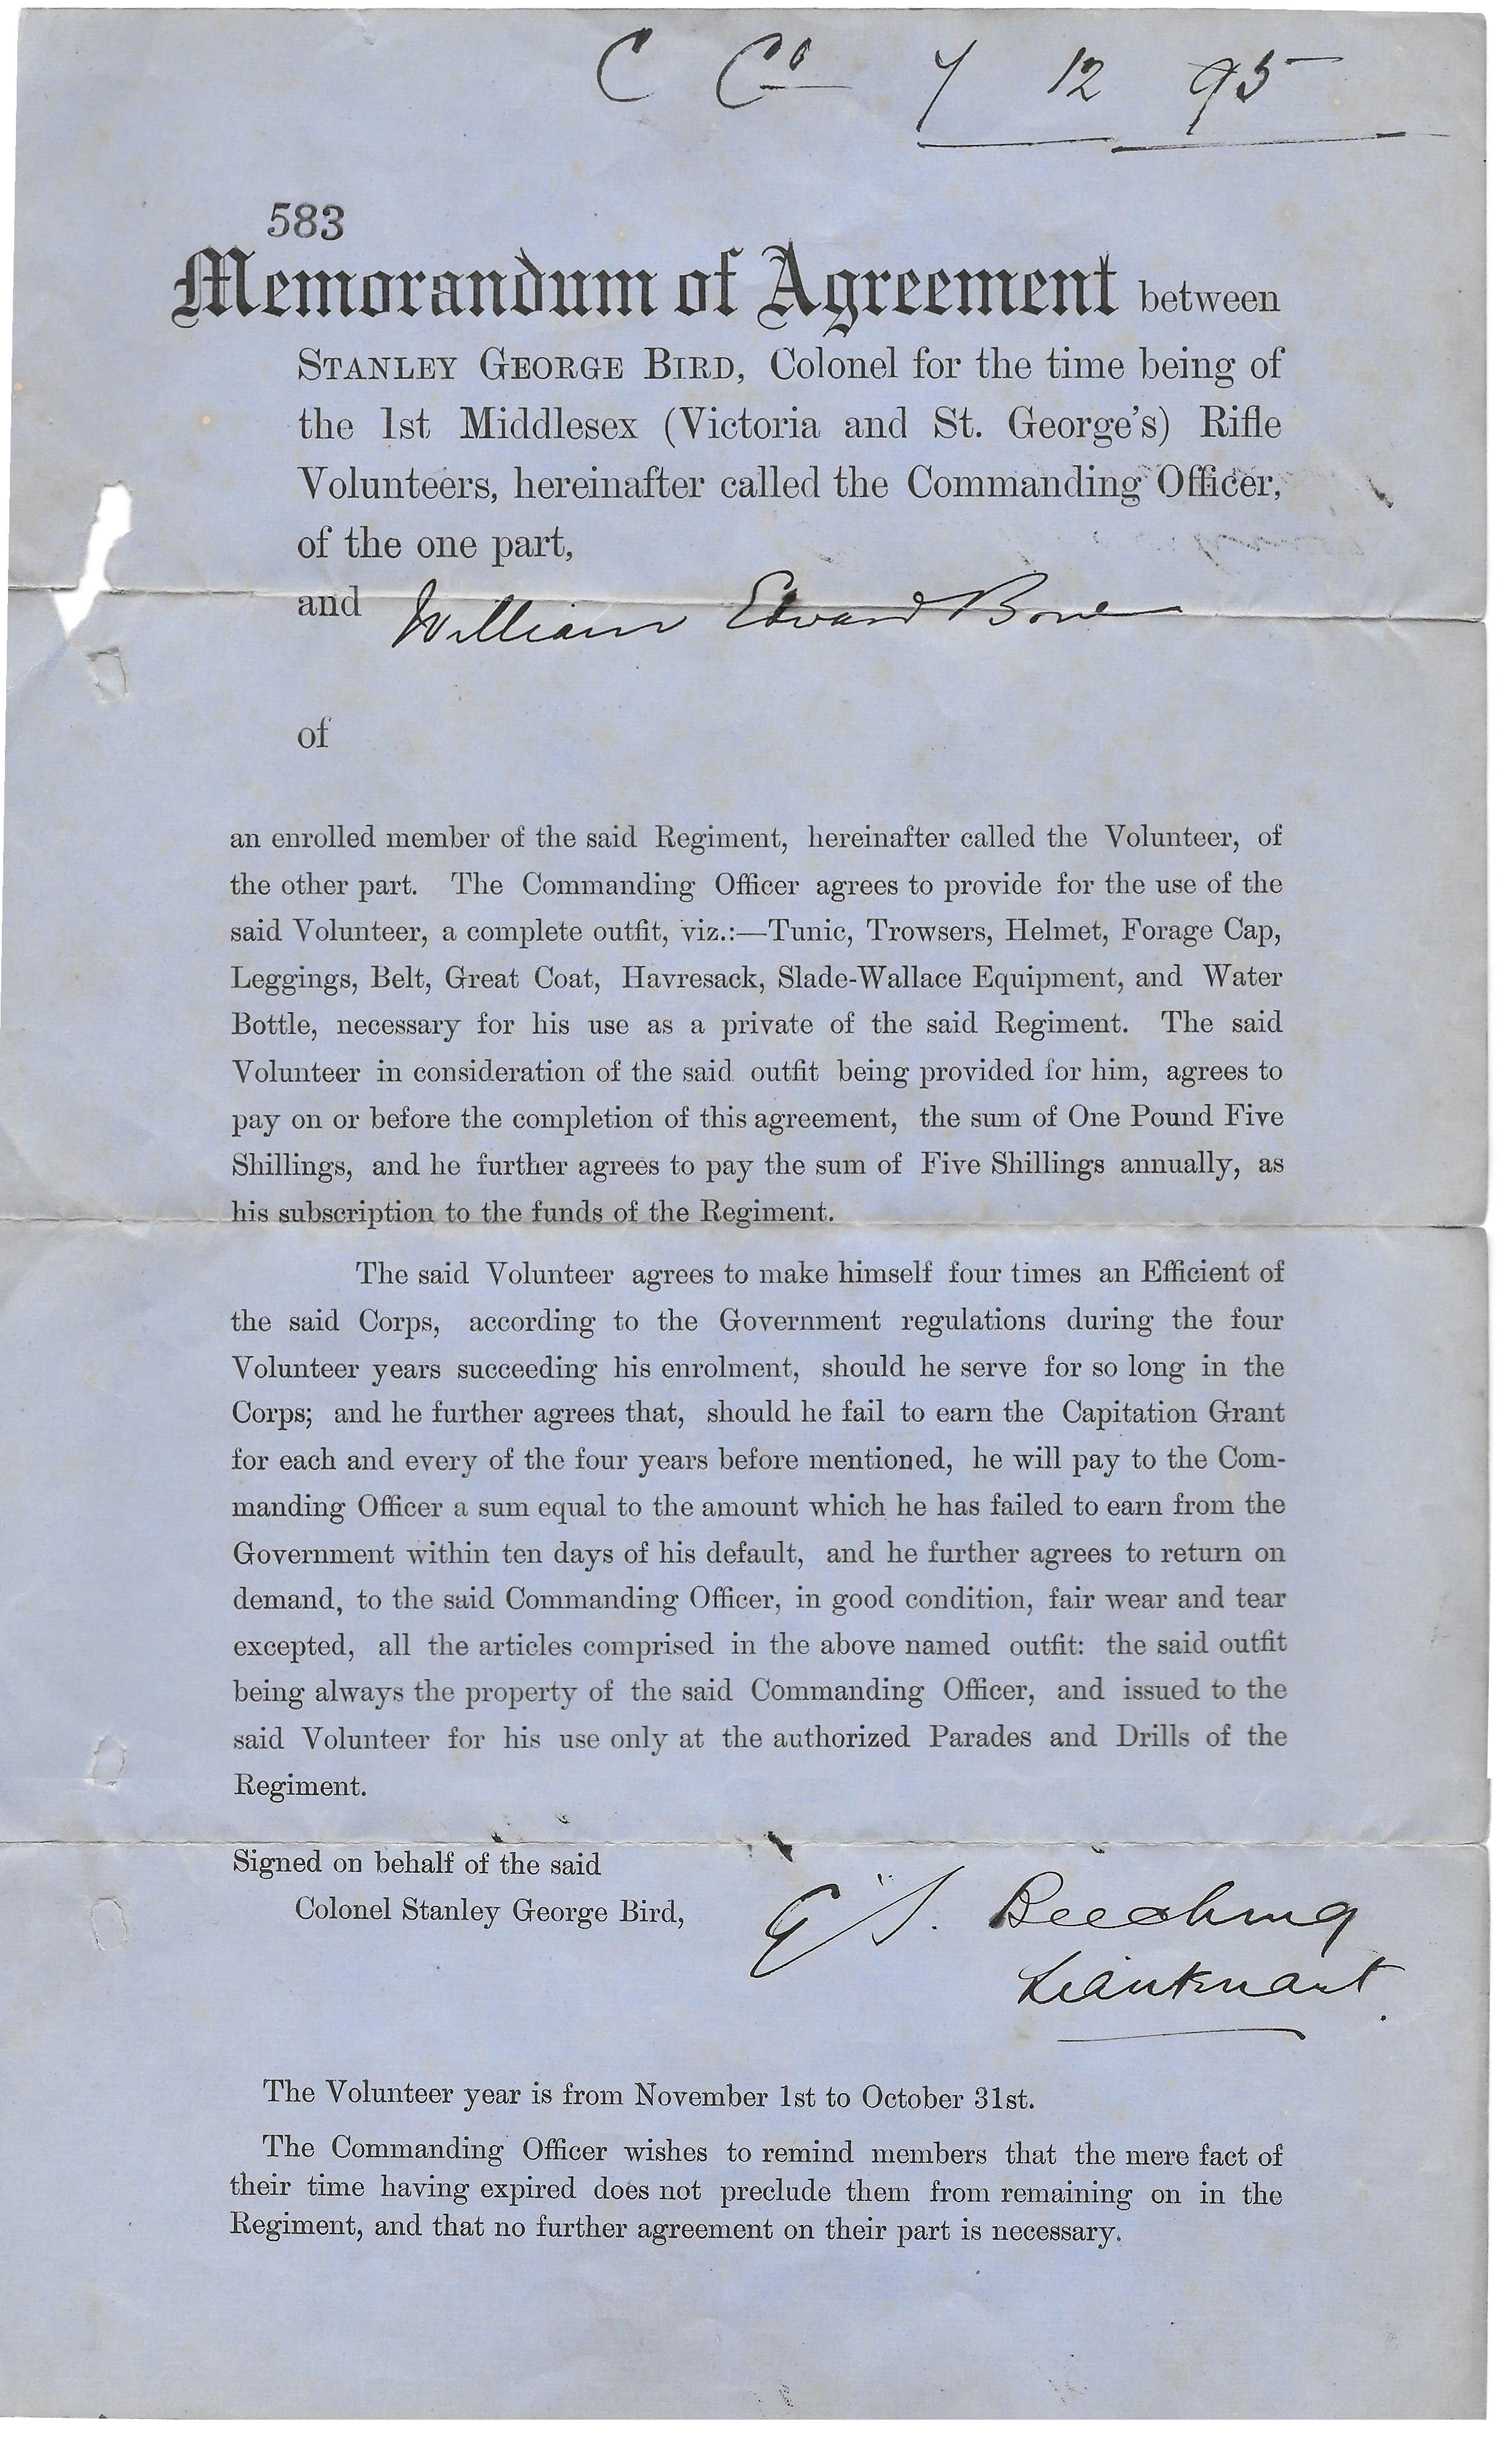 C Co 7 12 95
583
Memorandum of Agreement between
STANLEY GEORGE BIRD, Colonel for the time being of
the 1st Middlesex (Victoria and St. George's) Rifle
Volunteers, hereinafter called the Commanding Officer,
of the one part,
and William Edward Bone
of
an enrolled member of the said Regiment, hereinafter called the Volunteer, of
the other part. The Commanding Officer agrees to provide for the use of the
said Volunteer, a complete outfit, viz.:—Tunic, Trowsers, Helmet, Forage Cap,
Leggings, Belt, Great Coat, Havresack, Slade-Wallace Equipment, and Water
Bottle, necessary for his use as a private of the said Regiment. The said
Volunteer in consideration of the said outfit being provided for him, agrees to
pay on or before the completion of this agreement, the sum of One Pound Five
Shillings, and he further agrees to pay the sum of Five Shillings annually, as
his subscription to the funds of the Regiment.
The said Volunteer agrees to make himself four times an Efficient of
the said Corps, according to the Government regulations during the four
Volunteer years succeeding his enrolment, should he serve for so long in the
Corps; and he further agrees that, should he fail to earn the Capitation Grant
for each and every of the four years before mentioned, he will pay to the Com-
manding Officer a sum equal to the amount which he has failed to earn from the
Government within ten days of his default, and he further agrees to return on
demand, to the said Commanding Officer, in good condition, fair wear and tear
excepted, all the articles comprised in the above named outfit: the said outfit
being always the property of the said Commanding Officer, and issued to the
said Volunteer for his use only at the authorized Parades and Drills of the
Regiment.
Signed on behalf of the said
Colonel Stanley George Bird, G S. Beeching
Lieutenant.
The Volunteer year is from November 1st to October 31st.
The Commanding Officer wishes to remind members that the mere fact of
their time having expired does not preclude them from remaining on in the
Regiment, and that no further agreement on their part is necessary.